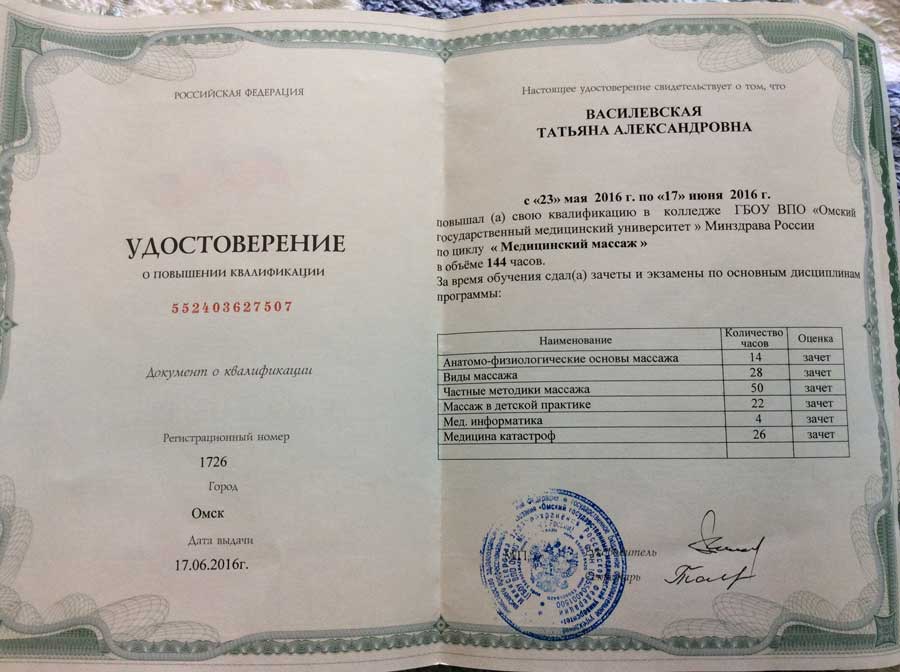 РОССИЙСКАЯ ФЕДЕРАЦИЯ
УДОСТОВЕРЕНИЕ
О ПОВЫШЕНИИ КВАЛИФИКАЦИИ
552403627507
Документ о квалификации
Регистрационный номер
1726
Город
Омск
Дата выдачи
17.06.2016г.
Настоящее удостоверение свидетельствует о том, что
ВАСИЛЕВСКАЯ
ТАТЬЯНА АЛЕКСАНДРОВНА
с «23» мая 2016 г. по «17» июня 2016 г.
повышал (а) свою квалификацию в колледже ГБОУ ВПО «Омский
государственный медицинский университет » Минздрава России
по циклу « Медицинский массаж »
в объёме 144 часов.
За время обучения сдал(а) зачеты и экзамены по основным дисциплинам
программы:
Наименование Количество часов Оценка
Анатомо-физиологические основы массажа 14 зачет
Виды массажа 28 зачет
Частные методики массажа 50 зачет
Массаж в детской практике 22 зачет
Мед. информатика 4 зачет
Медицина катастроф 26 зачет